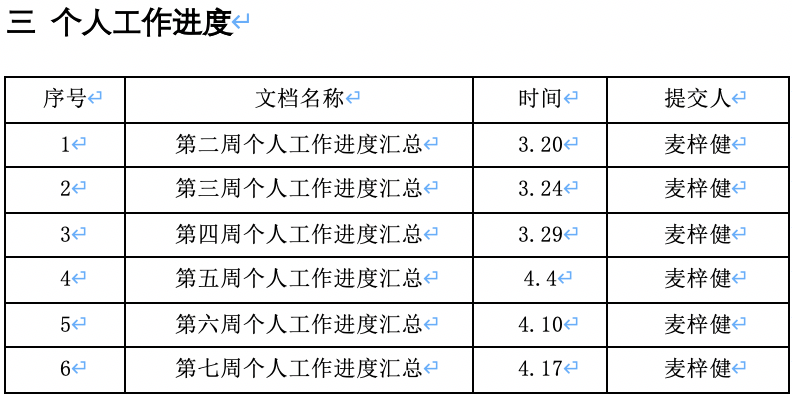 三 个人工作进度
序号 文档名称 时间 提交人
1 第二周个人工作进度汇总 3.20 麦梓健
2 第三周个人工作进度汇总 3.24 麦梓健
3 第四周个人工作进度汇总 3.29 麦梓健
4 第五周个人工作进度汇总 4.4 麦梓健
5 第六周个人工作进度汇总 4.10 麦梓健
6 第七周个人工作进度汇总 4.17 麦梓健